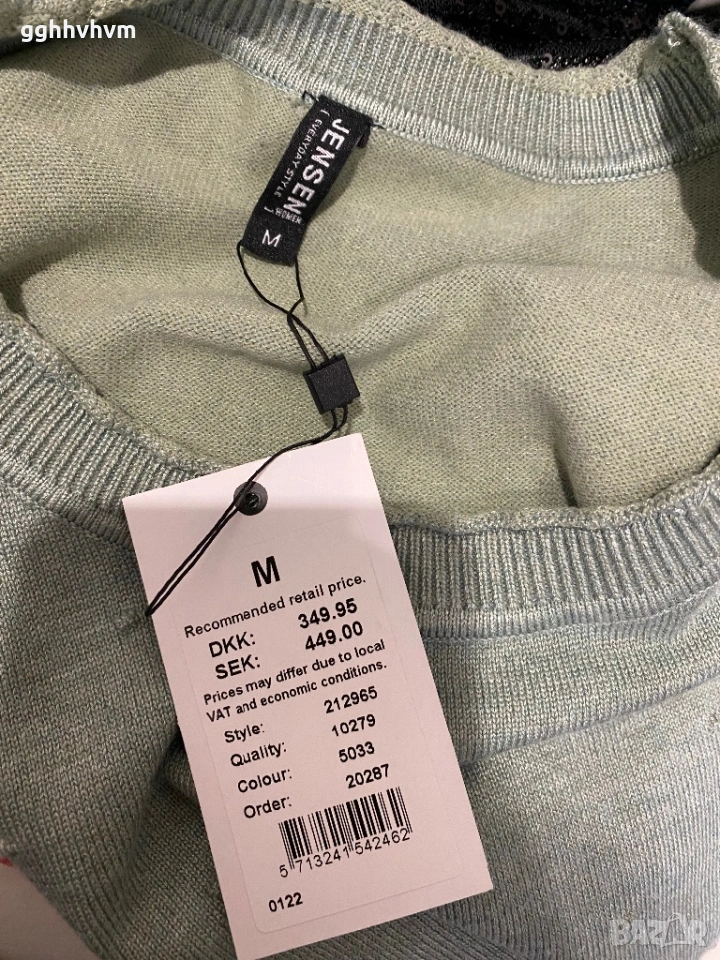 gghhvhvm
JENSEN
WOMEN
( EVERYDAY STYLE )
M
M
Recommended retail price.
DKK: 349.95
SEK: 449.00
Prices may differ due to local
VAT and economic conditions.
Style: 212965
Quality: 10279
Colour: 5033
Order: 20287
5 713241 542462
0122
BAZAR